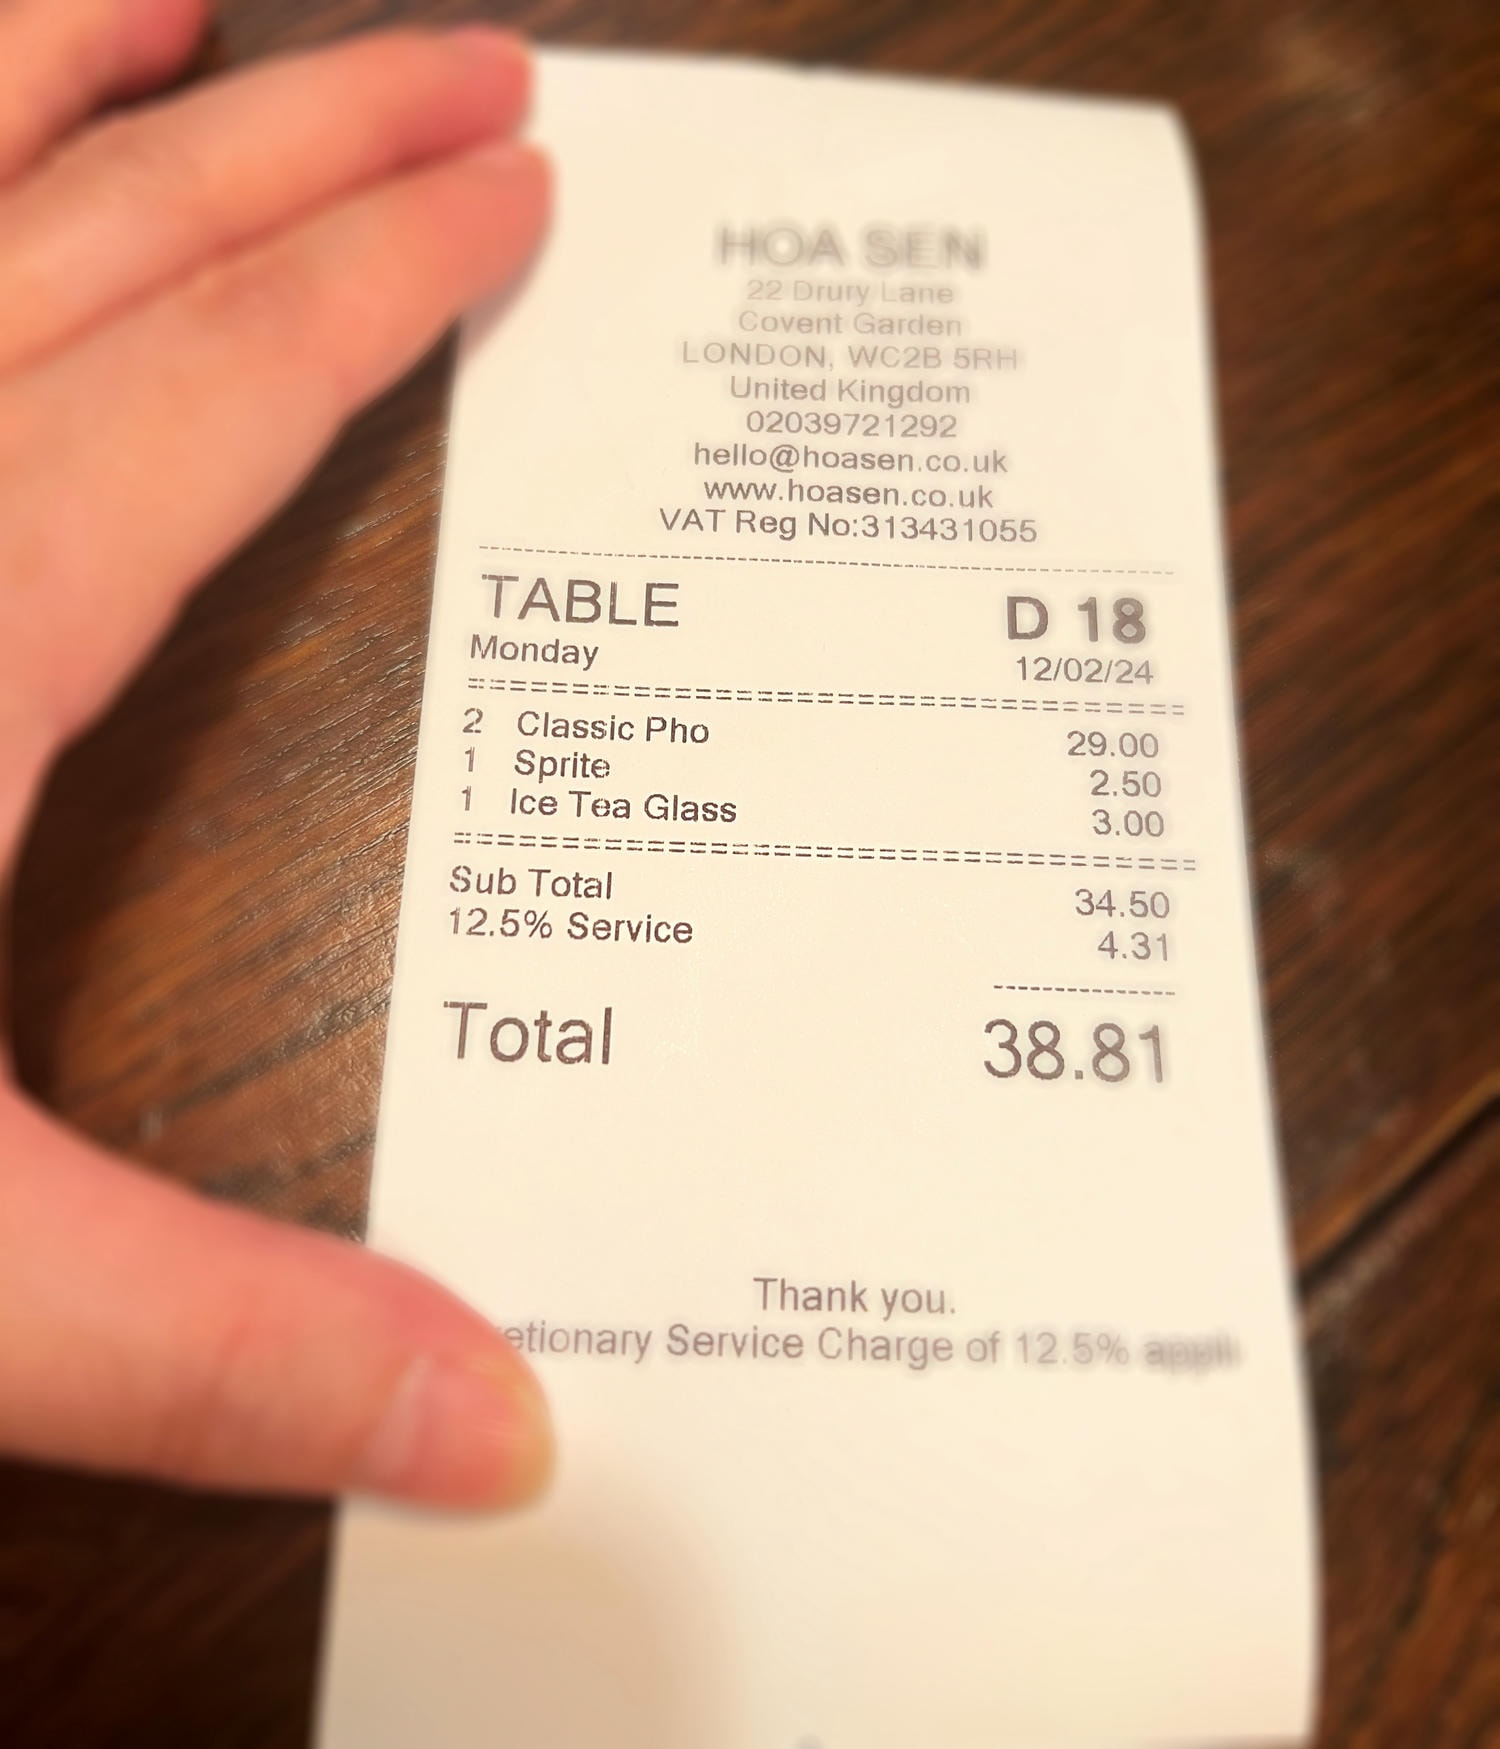 HOA SEN
22 Drury Lane
Covent Garden
LONDON, WC2B 5RH
United Kingdom
02039721292
hello@hoasen.co.uk
www.hoasen.co.uk
VAT Reg No:313431055
TABLE D 18
Monday 12/02/24
2 Classic Pho 29.00
1 Sprite 2.50
1 Ice Tea Glass 3.00
Sub Total 34.50
12.5% Service 4.31
Total 38.81
Thank you.
Service Charge of 12.5%